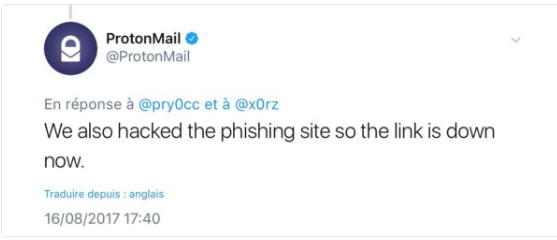 ProtonMail
@ProtonMail
En réponse à @pry0cc et à @x0rz
We also hacked the phishing site so the link is down
now.
Traduire depuis : anglais
16/08/2017 17:40